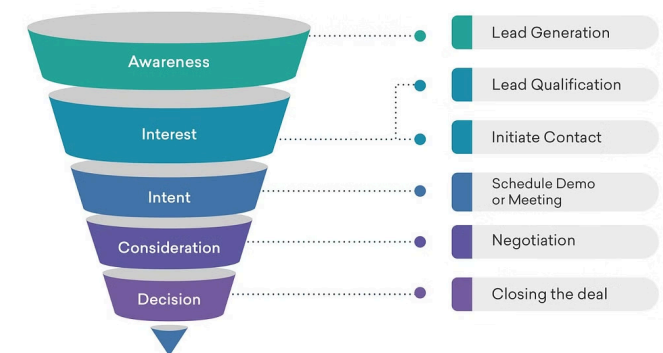 Awareness
Lead Generation
Lead Qualification
Interest
Initiate Contact
Intent
Schedule Demo
or Meeting
Consideration
Negotiation
Decision
Closing the deal